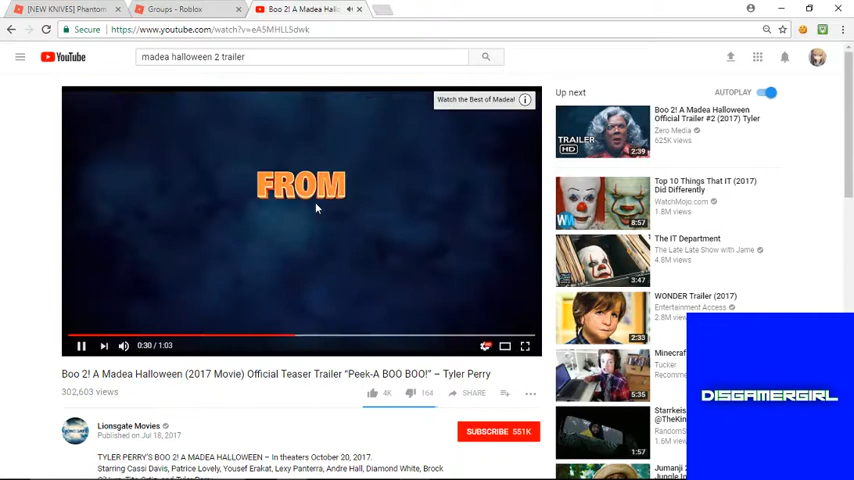 [NEW KNIVES] Phantom
Groups - Roblox
Boo 2! A Madea Hallo
Secure
https://www.youtube.com/watch?v=eA5MHLL5dwk
YouTube
madea halloween 2 trailer
Watch the Best of Madea!
FROM
0:30 / 1:03
Boo 2! A Madea Halloween (2017 Movie) Official Teaser Trailer “Peek-A BOO BOO!” – Tyler Perry
302,603 views
4K
164
SHARE
Lionsgate Movies
Published on Jul 18, 2017
SUBSCRIBE 551K
TYLER PERRY'S BOO 2! A MADEA HALLOWEEN – In theaters October 20, 2017.
Starring Cassi Davis, Patrice Lovely, Yousef Erakat, Lexy Panterra, Andre Hall, Diamond White, Brock
Up next
AUTOPLAY
TRAILER
HD
2:39
Boo 2! A Madea Halloween
Official Trailer #2 (2017) Tyler
Zero Media
625K views
8:57
Top 10 Things That IT (2017)
Did Differently
WatchMojo.com
1.8M views
3:47
The IT Department
The Late Late Show with Jame
4.8M views
2:33
WONDER Trailer (2017)
Entertainment Access
2.8M view
5:35
Minecraf
Tucker
Recomme
1:57
Starrkeis
@TheKin
RandomS
1.6M view
Jumanji 2
DISGAMERGIRL